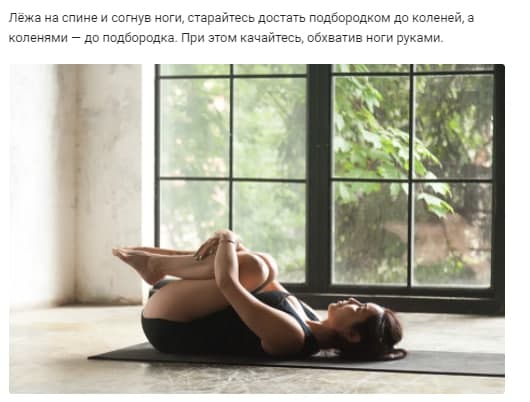 Лёжа на спине и согнув ноги, старайтесь достать подбородком до коленей, а
коленями — до подбородка. При этом качайтесь, обхватив ноги руками.